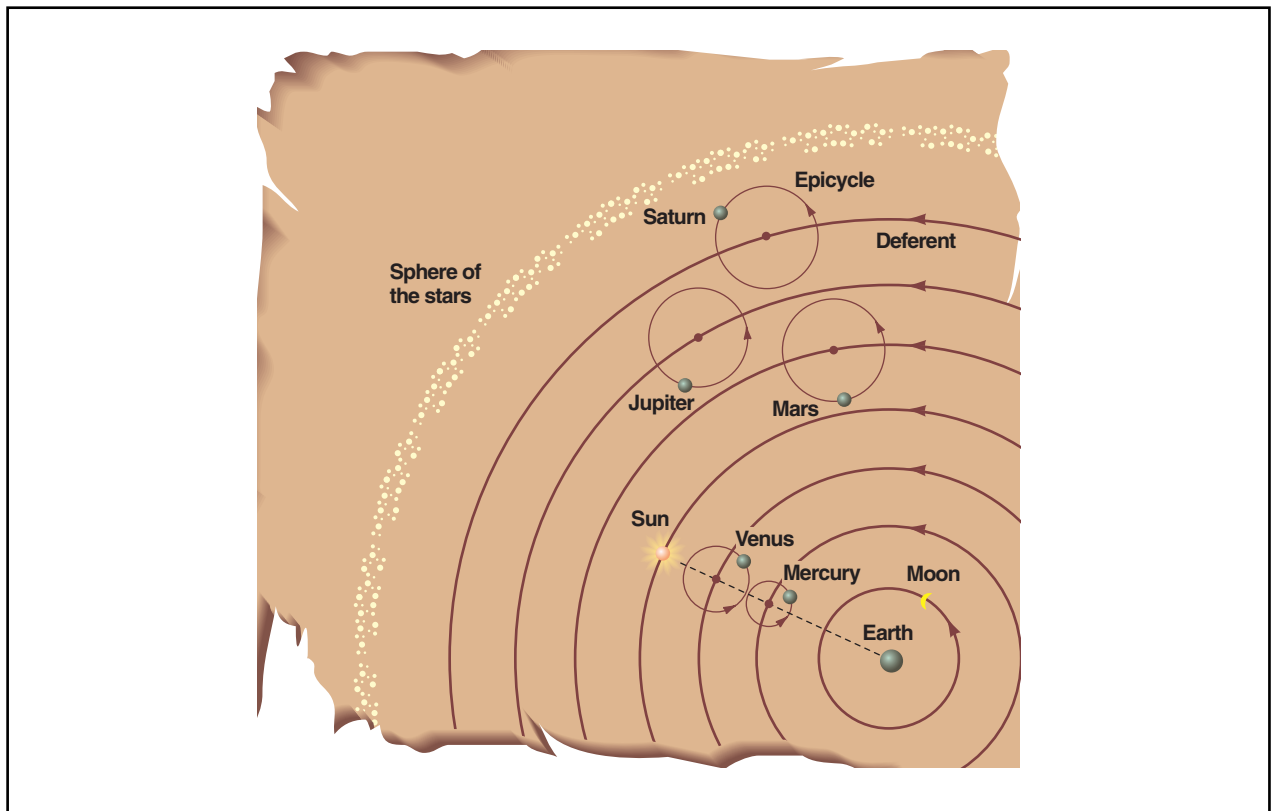 Epicycle
Saturn
Deferent
Sphere of
the stars
Jupiter
Mars
Sun
Venus
Mercury
Moon
Earth